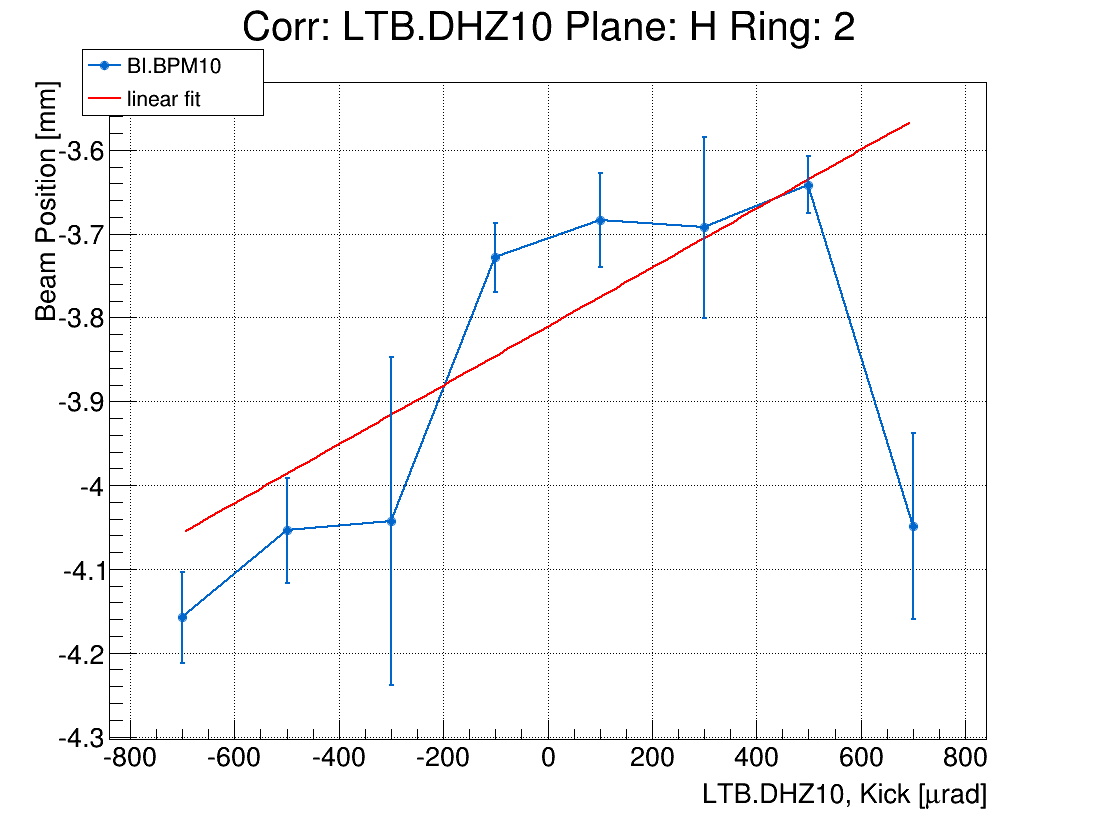 Corr: LTB.DHZ10 Plane: H Ring: 2
BI.BPM10
linear fit
Beam Position [mm]
-3.6
-3.7
-3.8
-3.9
-4
-4.1
-4.2
-4.3
-800 -600 -400 -200 0 200 400 600 800
LTB.DHZ10, Kick [μrad]